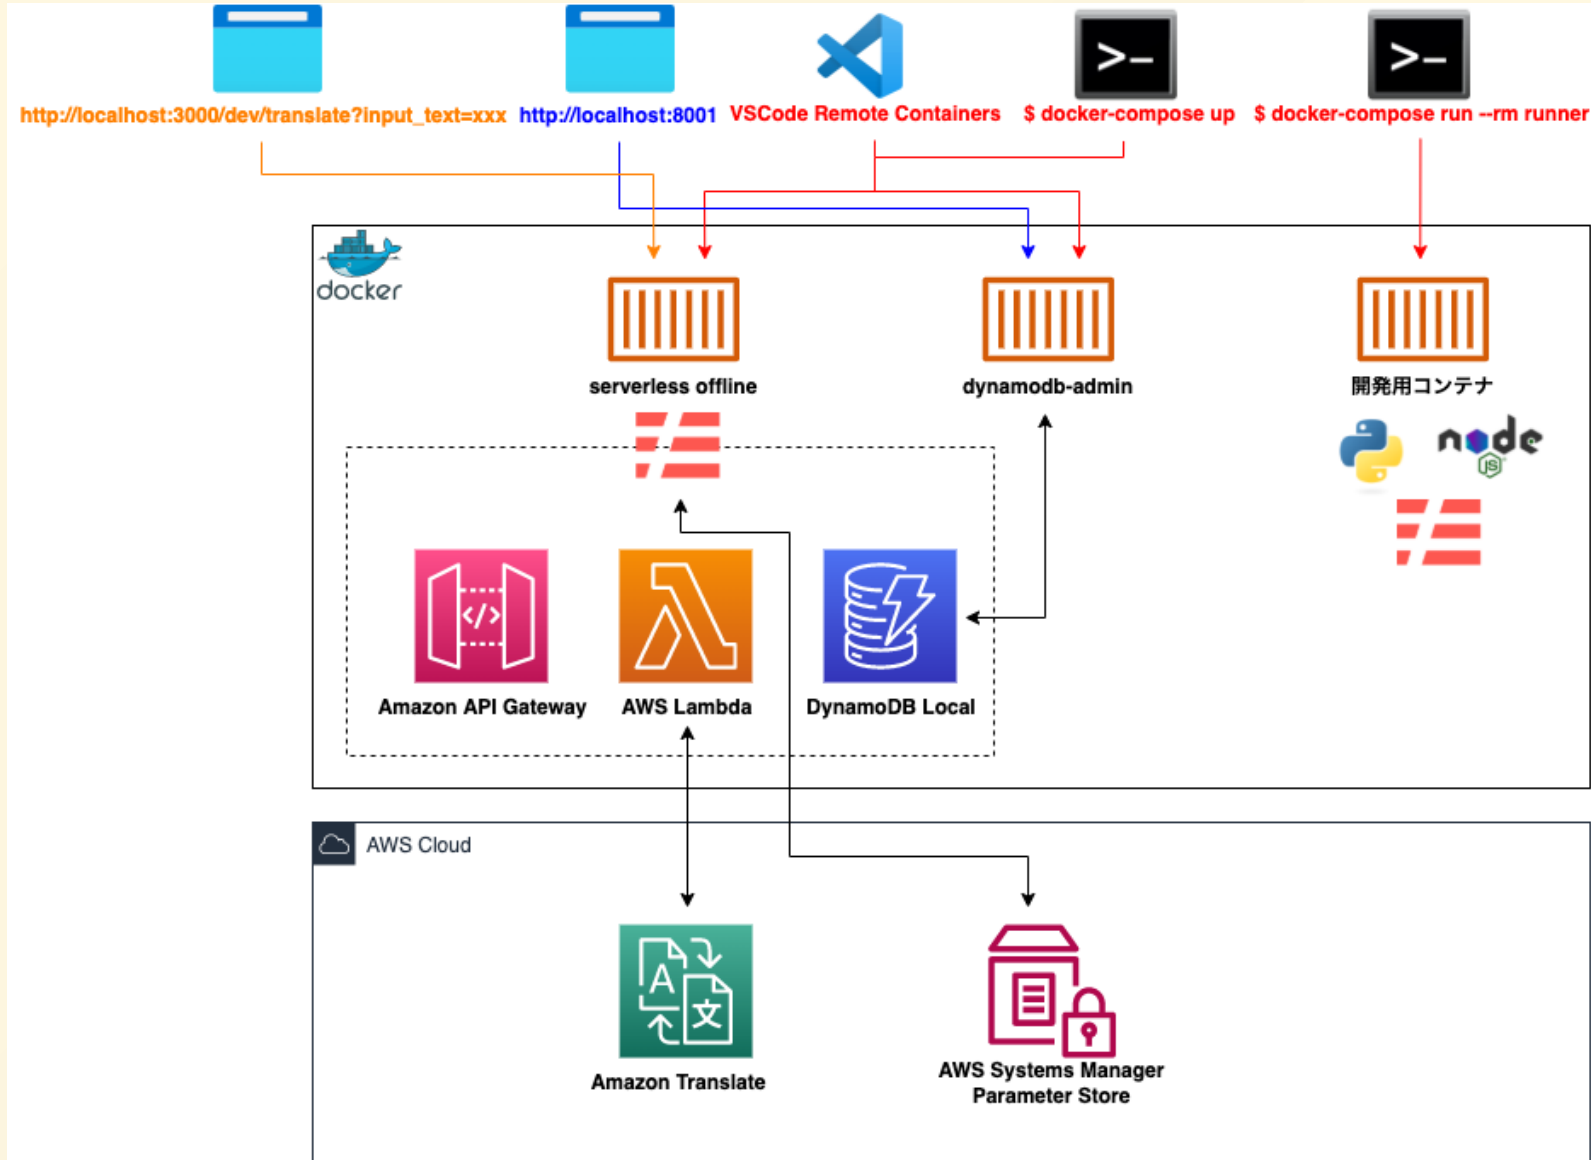 http://localhost:3000/dev/translate?input_text=xxx
http://localhost:8001
VSCode Remote Containers
$ docker-compose up
$ docker-compose run --rm runner
docker
serverless offline
dynamodb-admin
開発用コンテナ
node
JS
Amazon API Gateway
AWS Lambda
DynamoDB Local
AWS Cloud
A
文
Amazon Translate
AWS Systems Manager
Parameter Store